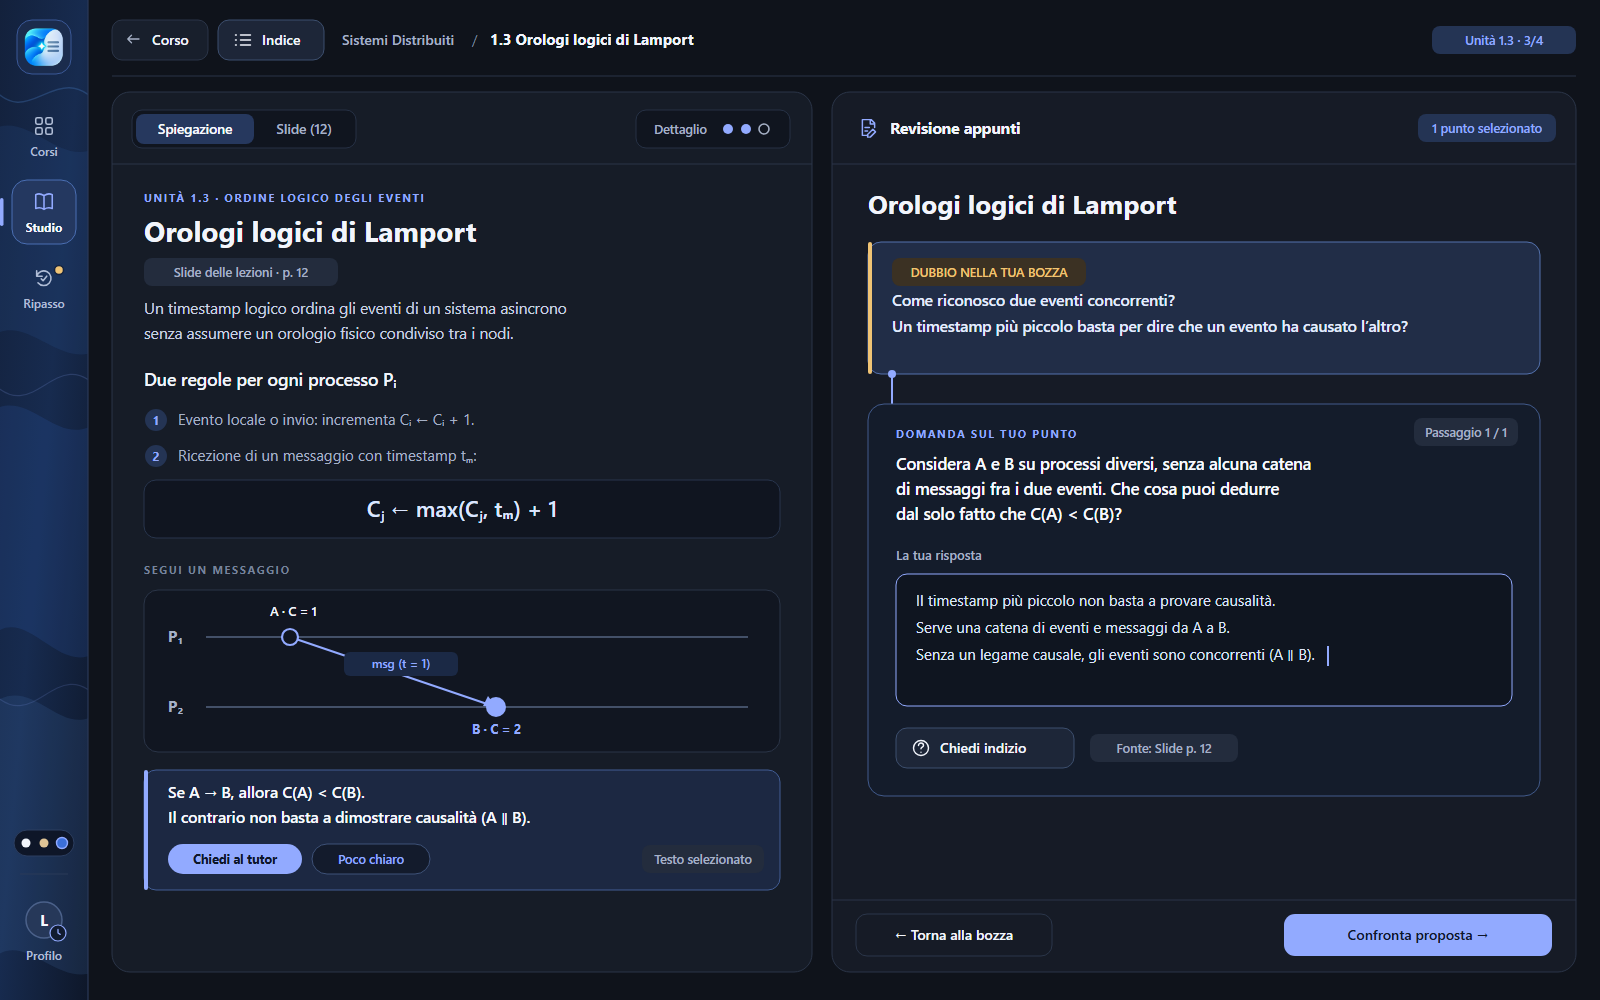 Corsi
Studio
Ripasso
L
Profilo
← Corso
Indice
Sistemi Distribuiti / 1.3 Orologi logici di Lamport
Unità 1.3 · 3/4
Spiegazione
Slide (12)
Dettaglio
UNITÀ 1.3 · ORDINE LOGICO DEGLI EVENTI
Orologi logici di Lamport
Slide delle lezioni · p. 12
Un timestamp logico ordina gli eventi di un sistema asincrono
senza assumere un orologio fisico condiviso tra i nodi.
Due regole per ogni processo Pᵢ
1 Evento locale o invio: incrementa Cᵢ ← Cᵢ + 1.
2 Ricezione di un messaggio con timestamp tₘ:
Cⱼ ← max(Cⱼ, tₘ) + 1
SEGUI UN MESSAGGIO
A · C = 1
P₁
msg (t = 1)
P₂
B · C = 2
Se A → B, allora C(A) < C(B).
Il contrario non basta a dimostrare causalità (A ∥ B).
Chiedi al tutor
Poco chiaro
Testo selezionato
Revisione appunti
1 punto selezionato
Orologi logici di Lamport
DUBBIO NELLA TUA BOZZA
Come riconosco due eventi concorrenti?
Un timestamp più piccolo basta per dire che un evento ha causato l’altro?
DOMANDA SUL TUO PUNTO
Passaggio 1 / 1
Considera A e B su processi diversi, senza alcuna catena
di messaggi fra i due eventi. Che cosa puoi dedurre
dal solo fatto che C(A) < C(B)?
La tua risposta
Il timestamp più piccolo non basta a provare causalità.
Serve una catena di eventi e messaggi da A a B.
Senza un legame causale, gli eventi sono concorrenti (A ∥ B).
Chiedi indizio
Fonte: Slide p. 12
← Torna alla bozza
Confronta proposta →